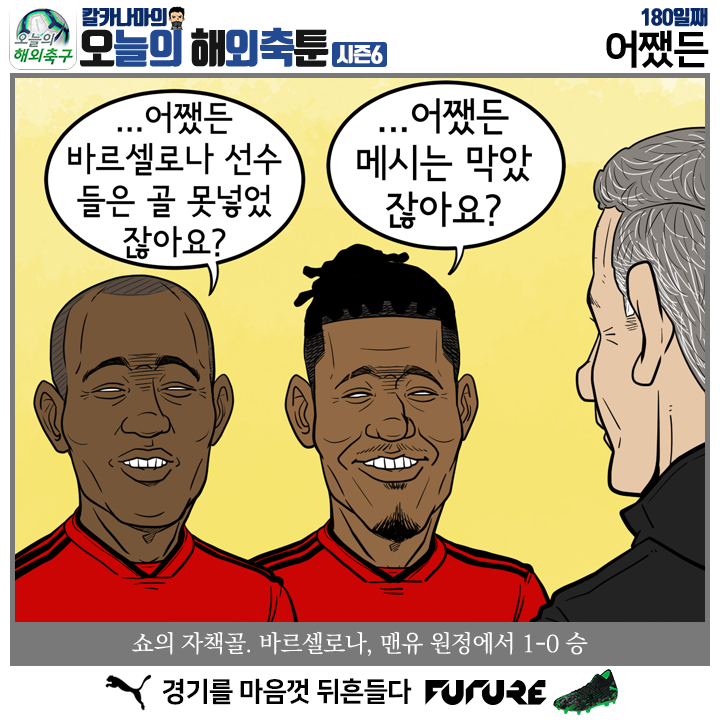 오늘의
해외축구
칼카나마의
오늘의 해외축툰
시즌6
180일째
어쨌든
...어쨌든
바르셀로나 선수
들은 골 못넣었
잖아요?
...어쨌든
메시는 막았
잖아요?
쇼의 자책골. 바르셀로나, 맨유 원정에서 1-0 승
경기를 마음껏 뒤흔들다 FUTURE